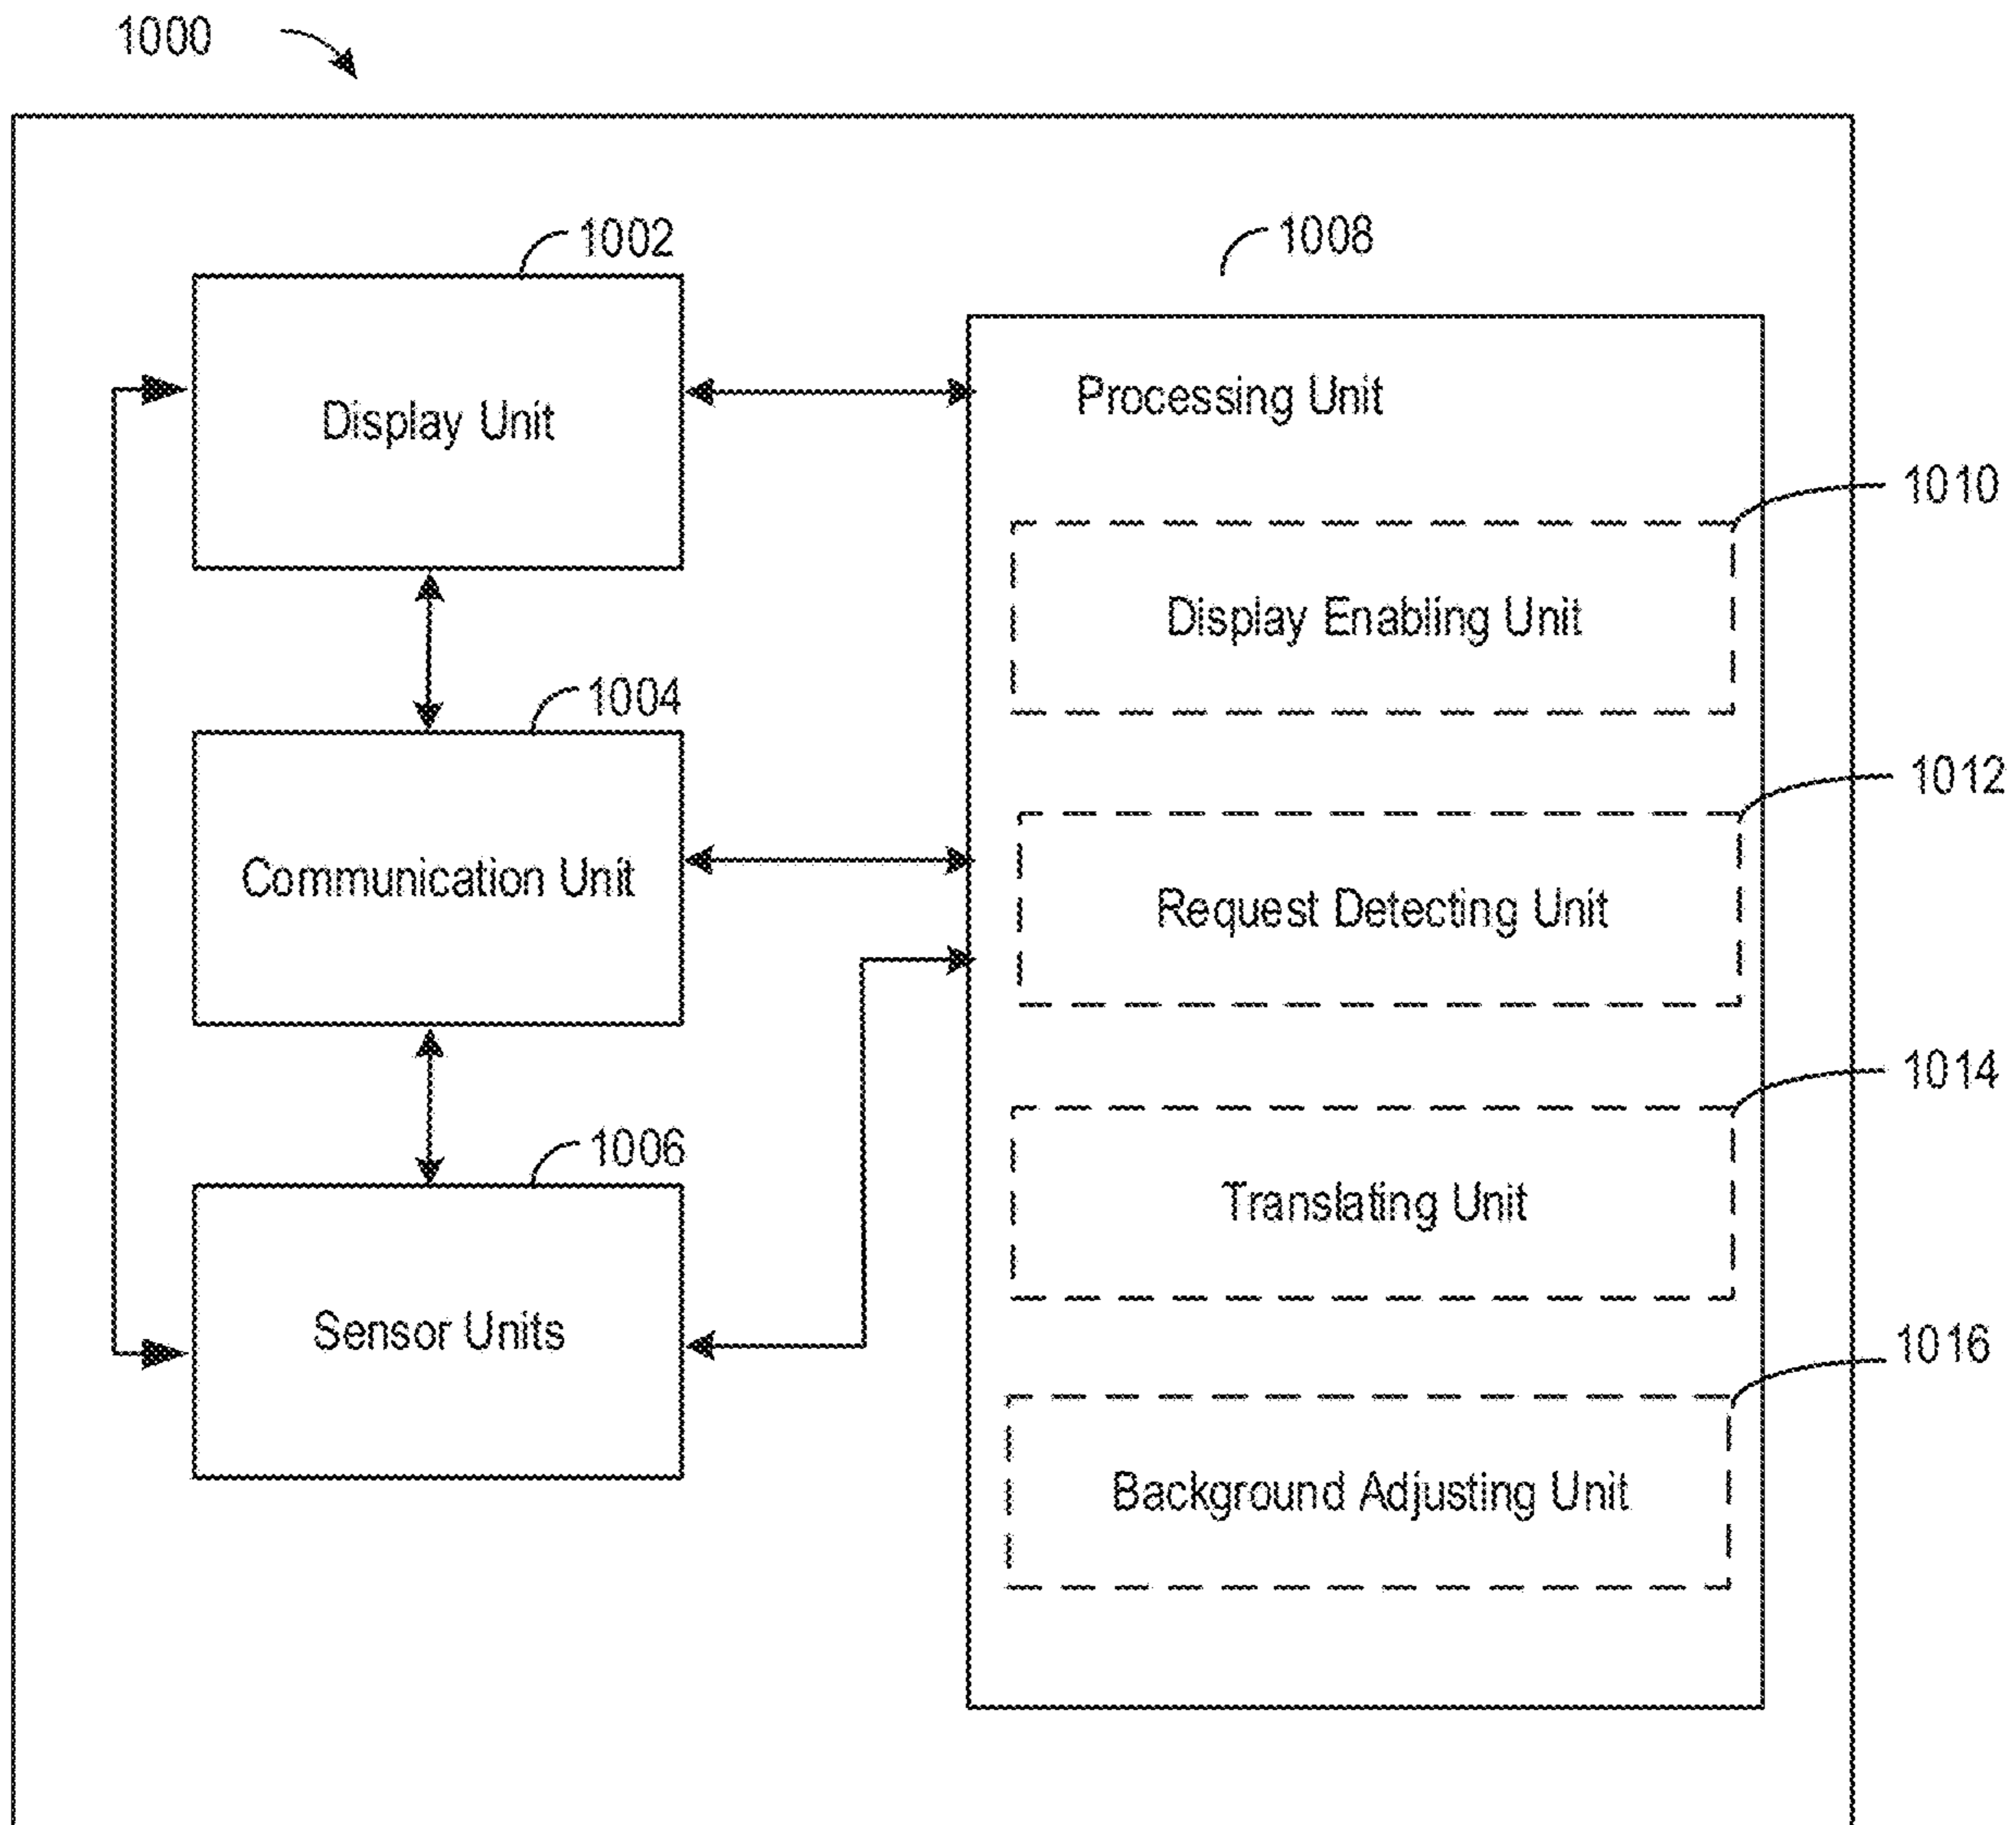 1000
1002
1008
Display Unit
Processing Unit
1010
Display Enabling Unit
1004
1012
Communication Unit
Request Detecting Unit
1014
1006
Translating Unit
Sensor Units
1016
Background Adjusting Unit